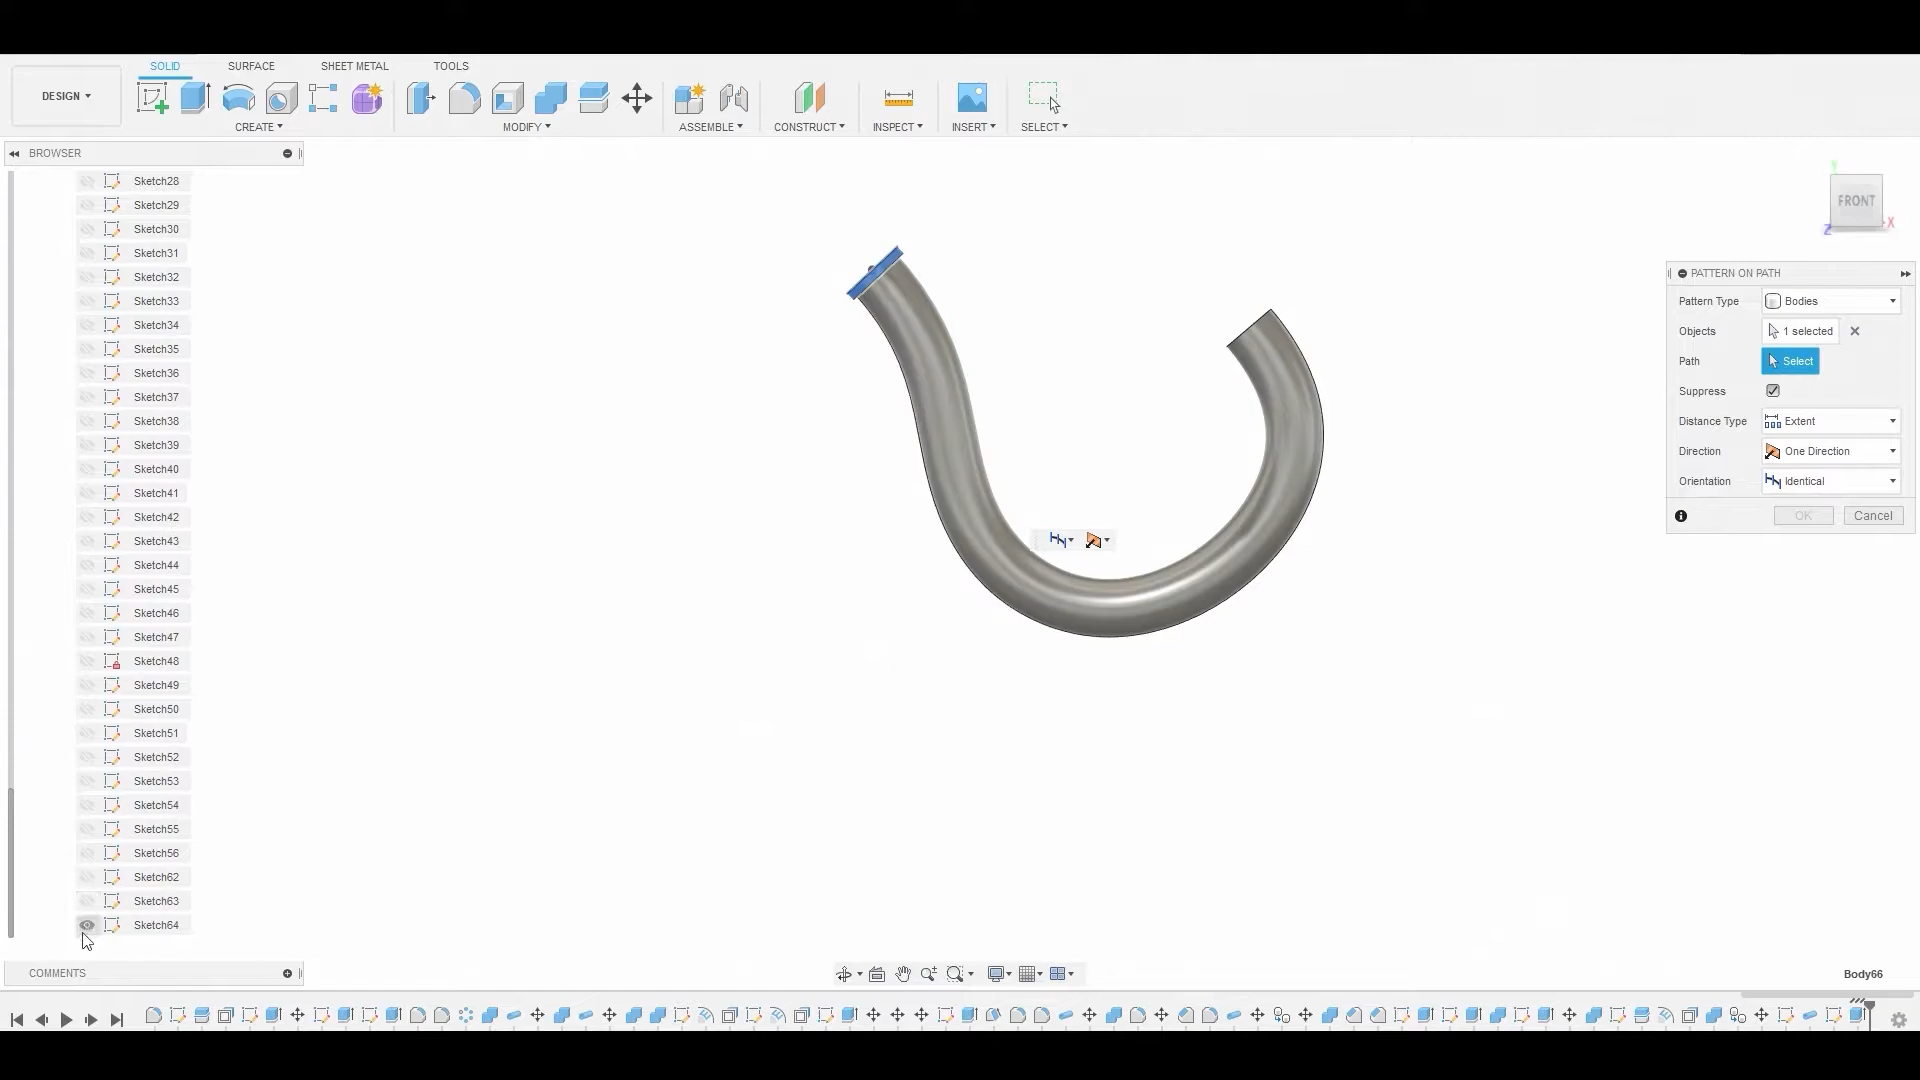 SOLID SURFACE SHEET METAL TOOLS
DESIGN
CREATE MODIFY ASSEMBLE CONSTRUCT INSPECT INSERT SELECT
BROWSER
Sketch28
Sketch29
Sketch30
Sketch31
Sketch32
Sketch33
Sketch34
Sketch35
Sketch36
Sketch37
Sketch38
Sketch39
Sketch40
Sketch41
Sketch42
Sketch43
Sketch44
Sketch45
Sketch46
Sketch47
Sketch48
Sketch49
Sketch50
Sketch51
Sketch52
Sketch53
Sketch54
Sketch55
Sketch56
Sketch62
Sketch63
Sketch64
COMMENTS
Y
FRONT
X
Z
PATTERN ON PATH
Pattern Type Bodies
Objects 1 selected
Path Select
Suppress
Distance Type Extent
Direction One Direction
Orientation Identical
OK Cancel
Body66